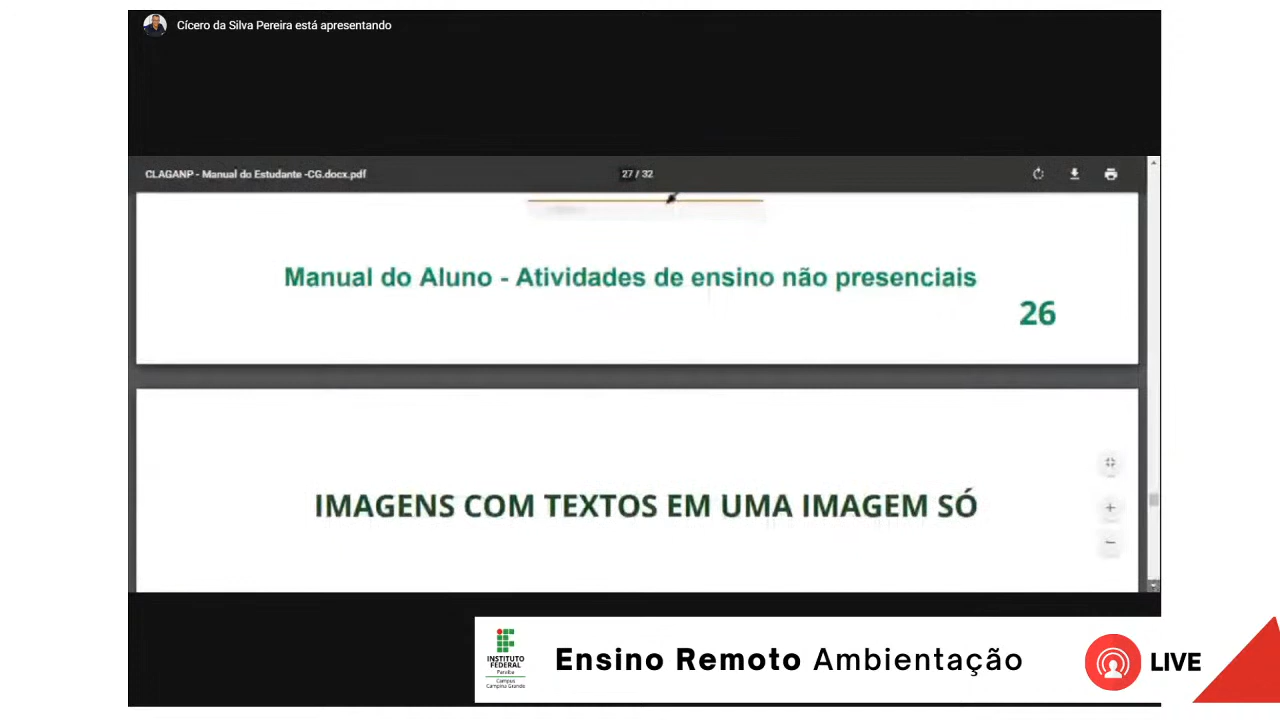 Cícero da Silva Pereira está apresentando
CLAGANP - Manual do Estudante -CG.docx.pdf
27 / 32
Manual do Aluno - Atividades de ensino não presenciais
26
IMAGENS COM TEXTOS EM UMA IMAGEM SÓ
INSTITUTO
FEDERAL
Paraíba
Campus
Campina Grande
Ensino Remoto Ambientação
LIVE